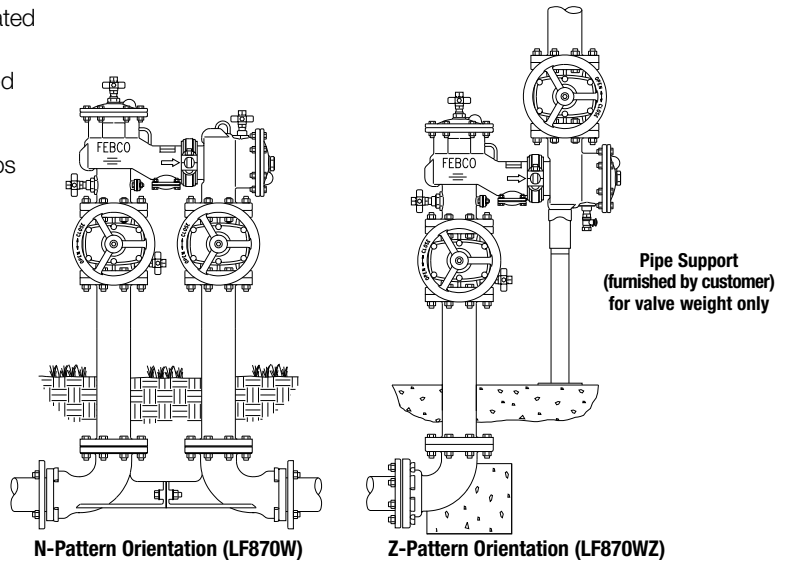 ated
d
os
FEBCO
OPEN CLOSE
OPEN CLOSE
OPEN CLOSE
FEBCO
OPEN CLOSE
Pipe Support
(furnished by customer)
for valve weight only
N-Pattern Orientation (LF870W)
Z-Pattern Orientation (LF870WZ)